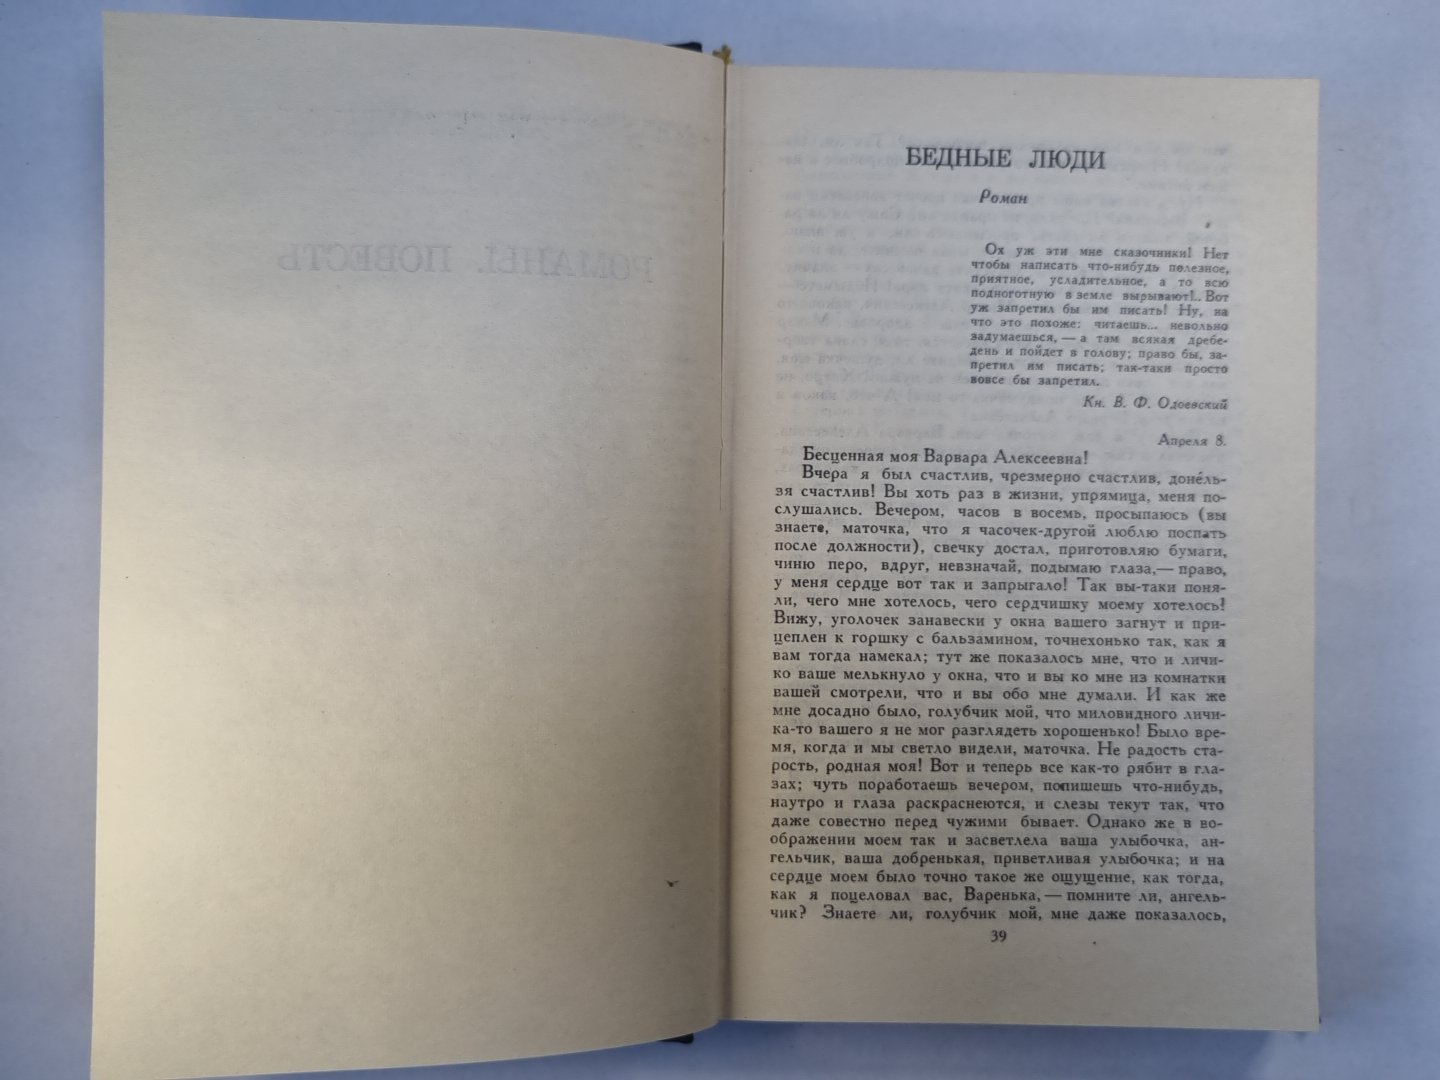 РОМАНЫ. ПОВЕСТЬ
БЕДНЫЕ ЛЮДИ
Роман
Ох уж эти мне сказочники! Нет
чтобы написать что-нибудь полезное,
приятное, усладительное, а то всю
подноготную в земле вырывают!.. Вот
уж запретил бы им писать! Ну, на
что это похоже: читаешь... невольно
задумаешься, — а там всякая дребе-
день и пойдет в голову; право бы, за-
претил им писать; так-таки просто
вовсе бы запретил.
Кн. В. Ф. Одоевский
Апреля 8.
Бесценная моя Варвара Алексеевна!
Вчера я был счастлив, чрезмерно счастлив, доне́ль-
зя счастлив! Вы хоть раз в жизни, упрямица, меня по-
слушались. Вечером, часов в восемь, просыпаюсь (вы
знаете, маточка, что я часочек-другой люблю поспать
после должности), свечку достал, приготовляю бумаги,
чиню перо, вдруг, невзначай, подымаю глаза,— право,
у меня сердце вот так и запрыгало! Так вы-таки поня-
ли, чего мне хотелось, чего сердчишку моему хотелось!
Вижу, уголочек занавески у окна вашего загнут и при-
цеплен к горшку с бальзамином, точнехонько так, как я
вам тогда намекал; тут же показалось мне, что и личи-
ко ваше мелькнуло у окна, что и вы ко мне из комнатки
вашей смотрели, что и вы обо мне думали. И как же
мне досадно было, голубчик мой, что миловидного личи-
ка-то вашего я не мог разглядеть хорошенько! Было вре-
мя, когда и мы светло видели, маточка. Не радость ста-
рость, родная моя! Вот и теперь все как-то рябит в гла-
зах; чуть поработаешь вечером, попишешь что-нибудь,
наутро и глаза раскраснеются, и слезы текут так, что
даже совестно перед чужими бывает. Однако же в во-
ображении моем так и засветлела ваша улыбочка, ан-
гельчик, ваша добренькая, приветливая улыбочка; и на
сердце моем было точно такое же ощущение, как тогда,
как я поцеловал вас, Варенька, — помните ли, ангель-
чик? Знаете ли, голубчик мой, мне даже показалось,
39